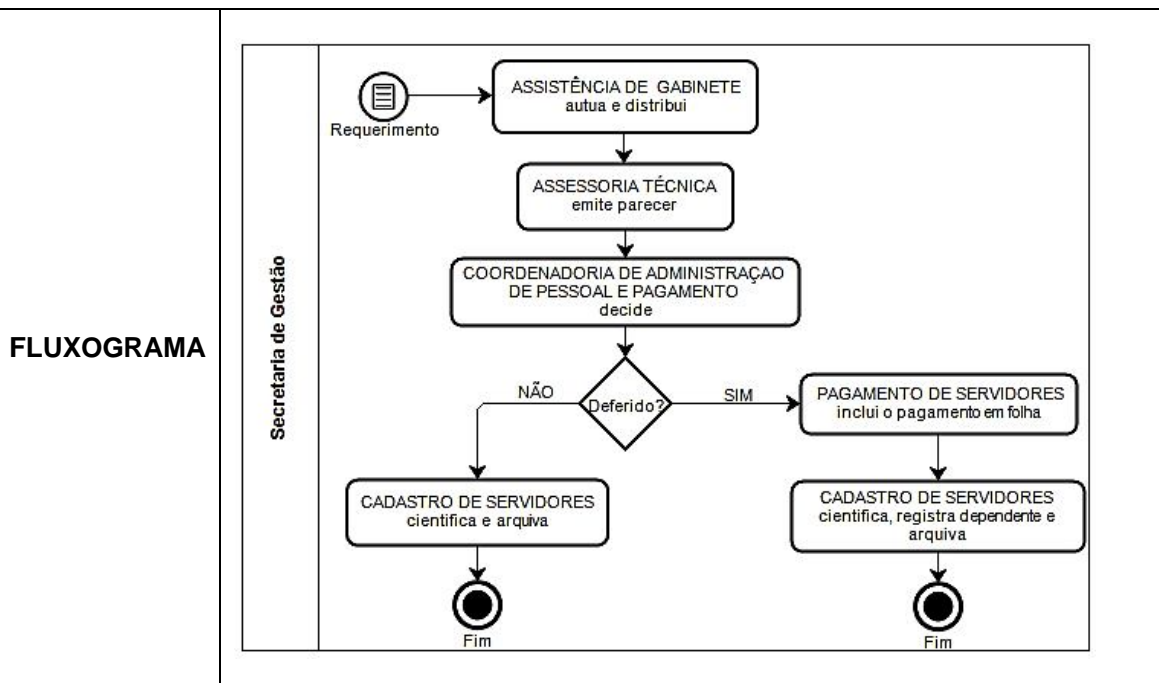 FLUXOGRAMA
Secretaria de Gestão
Requerimento
ASSISTÊNCIA DE GABINETE
autua e distribui
ASSESSORIA TÉCNICA
emite parecer
COORDENADORIA DE ADMINISTRAÇAO
DE PESSOAL E PAGAMENTO
decide
Deferido?
NÃO
SIM
CADASTRO DE SERVIDORES
cientifica e arquiva
Fim
PAGAMENTO DE SERVIDORES
inclui o pagamento em folha
CADASTRO DE SERVIDORES
cientifica, registra dependente e
arquiva
Fim